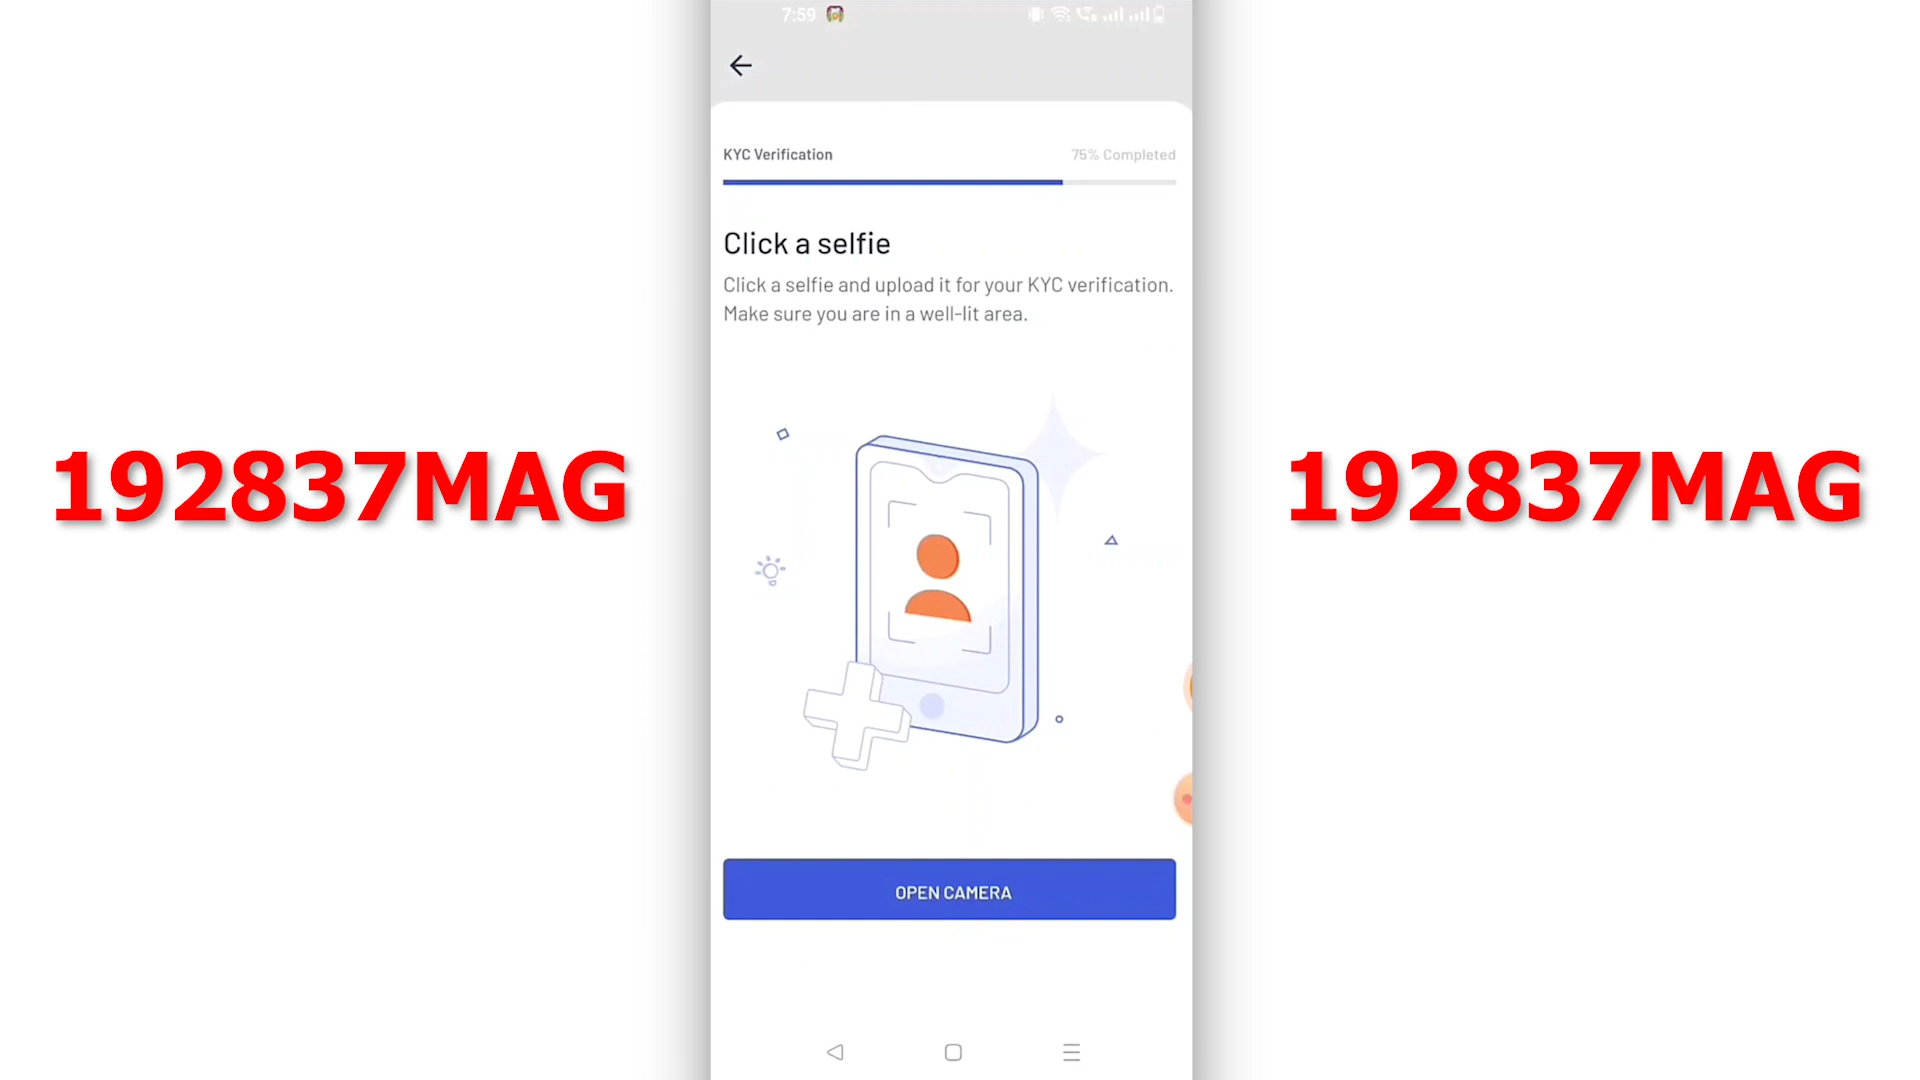 7:59
KYC Verification
75% Completed
Click a selfie
Click a selfie and upload it for your KYC verification.
Make sure you are in a well-lit area.
192837MAG
192837MAG
OPEN CAMERA